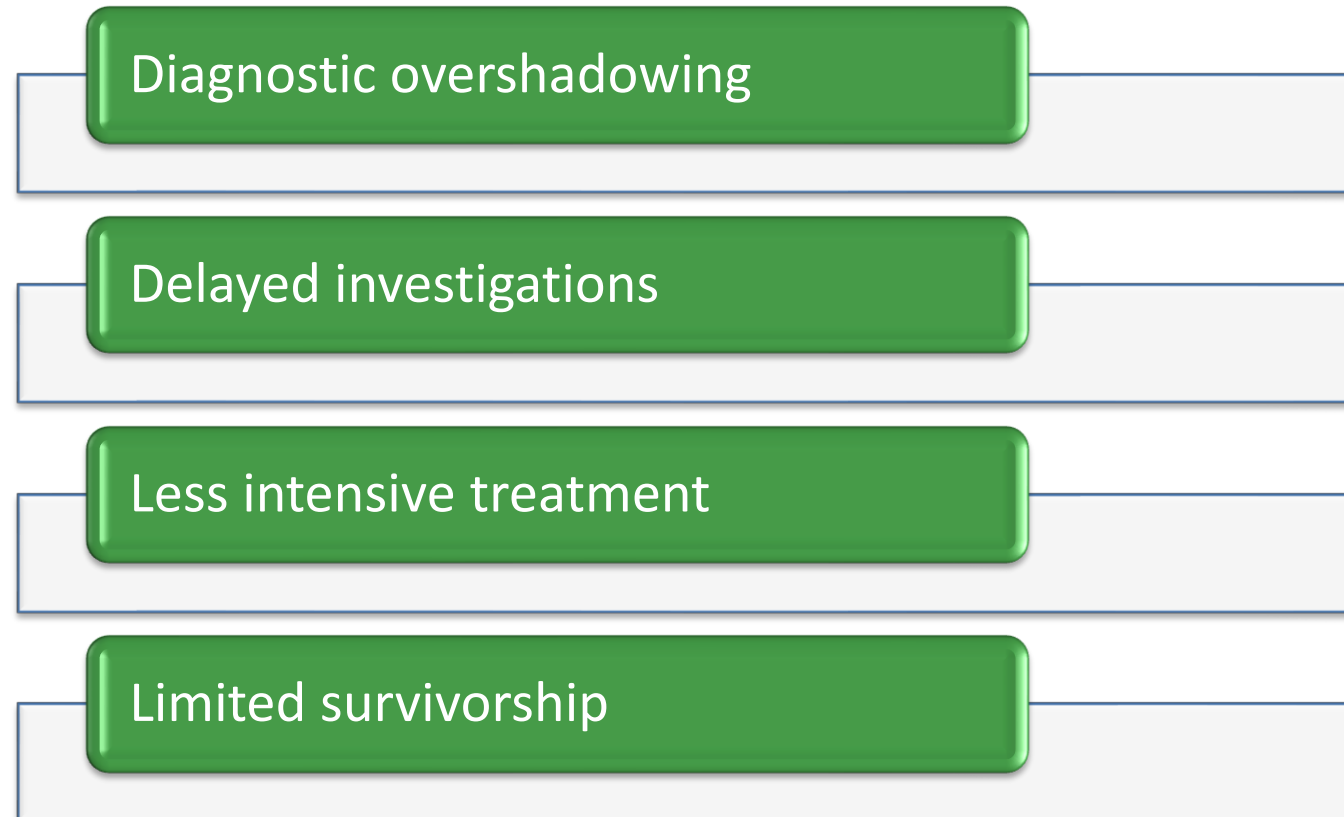 Diagnostic overshadowing
Delayed investigations
Less intensive treatment
Limited survivorship